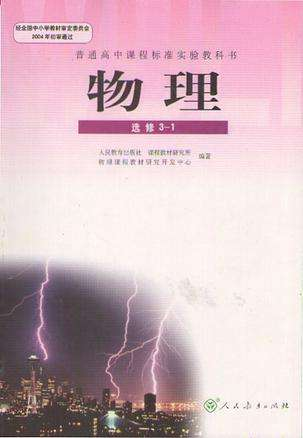 经全国中小学教材审定委员会
2004年初审通过
普通高中课程标准实验教科书
物理
选修 3-1
人民教育出版社 课程教材研究所
物理课程教材研究开发中心
编著
人民教育出版社